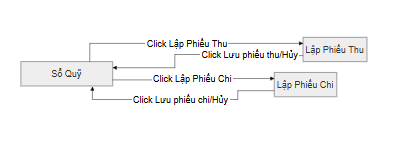 Click Lập Phiếu Thu
Lập Phiếu Thu
Click Lưu phiếu thu/Hủy
Sổ Quỹ
Click Lập Phiếu Chi
Lập Phiếu Chi
Click Lưu phiếu chi/Hủy